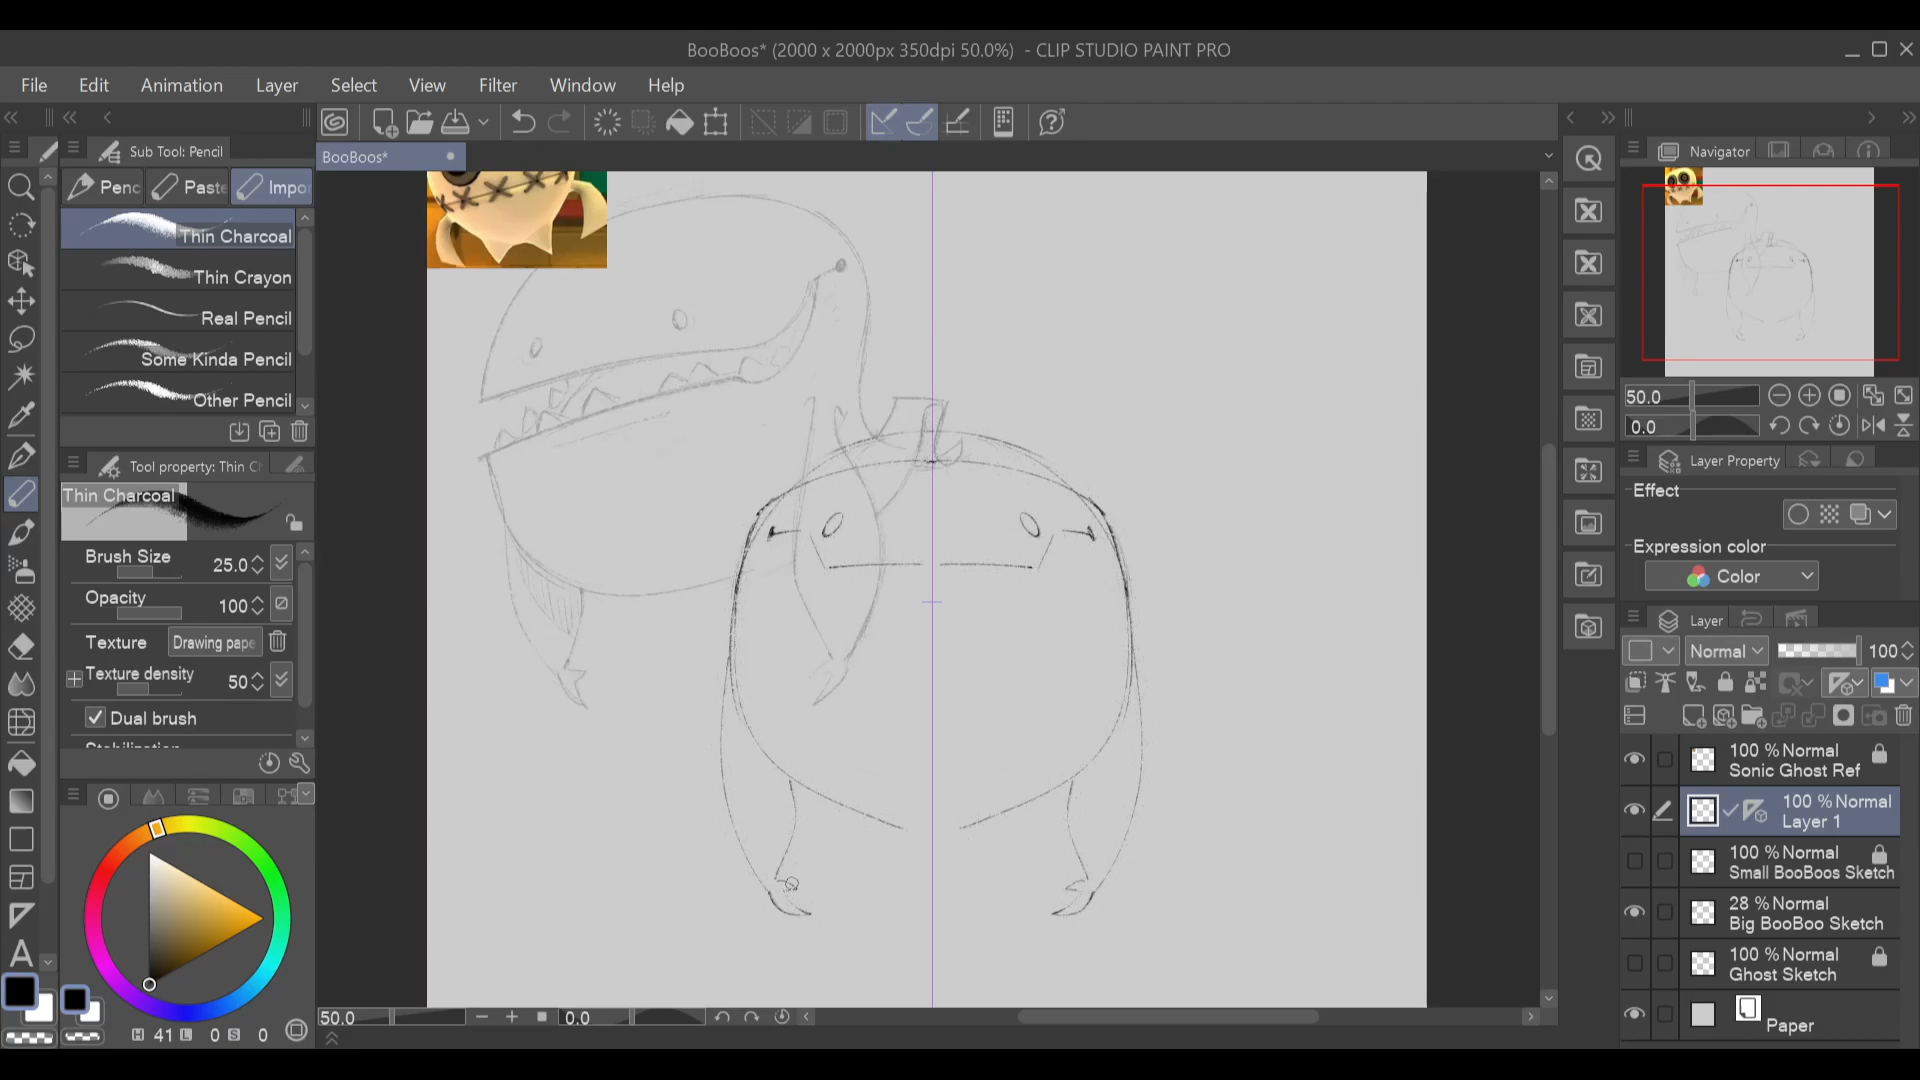 BooBoos* (2000 x 2000px 350dpi 50.0%) - CLIP STUDIO PAINT PRO
File Edit Animation Layer Select View Filter Window Help
Sub Tool: Pencil
BooBoos*
Navigator
Penc Paste Impo
Thin Charcoal
Thin Crayon
Real Pencil
Some Kinda Pencil
Other Pencil
50.0
0.0
Tool property: Thin C
Layer Property
Thin Charcoal
Effect
Brush Size 25.0
Expression color
Color
Opacity 100
Texture Drawing pape
Layer
Normal 100
Texture density 50
Dual brush
Stabilization
100 % Normal
Sonic Ghost Ref
100 % Normal
Layer 1
100 % Normal
Small BooBoos Sketch
28 % Normal
Big BooBoo Sketch
100 % Normal
Ghost Sketch
Paper
50.0 0.0
H 41 L 0 S 0